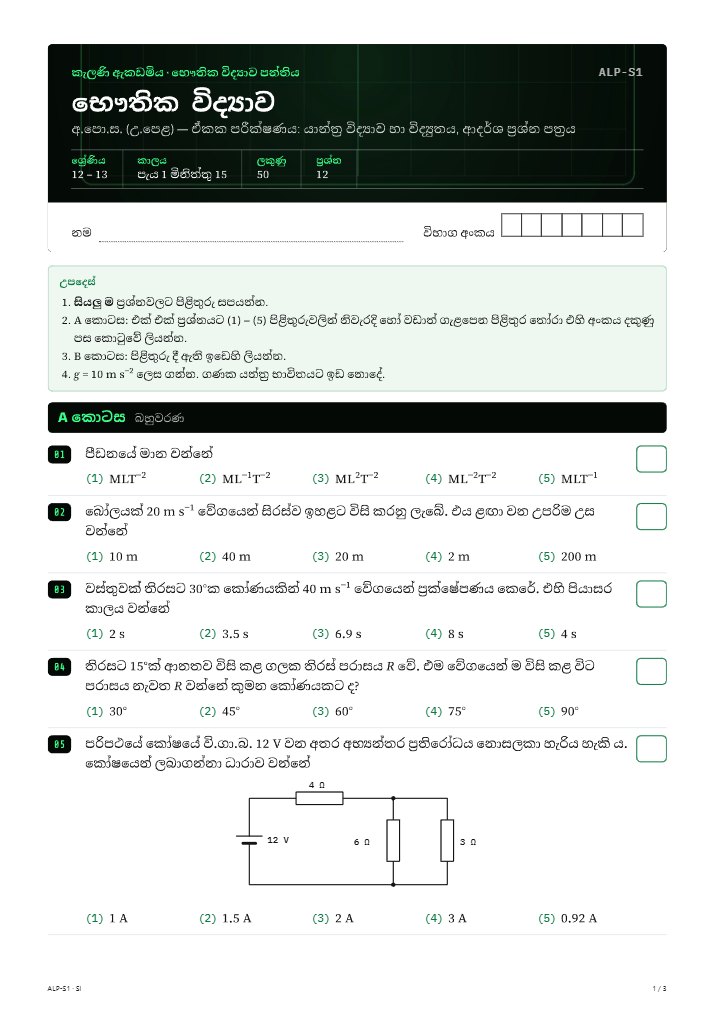 කැලණි ඇකඩමිය · භෞතික විද්‍යාව පන්තිය
ALP-S1
භෞතික විද්‍යාව
අ.පො.ස. (උ.පෙළ) — ඒකක පරීක්ෂණය: යාන්ත්‍ර විද්‍යාව හා විද්‍යුතය, ආදර්ශ ප්‍රශ්න පත්‍රය
ශ්‍රේණිය කාලය ලකුණු ප්‍රශ්න
12 – 13 පැය 1 මිනිත්තු 15 50 12
නම විභාග අංකය
උපදෙස්
1. සියලු ම ප්‍රශ්නවලට පිළිතුරු සපයන්න.
2. A කොටස: එක් එක් ප්‍රශ්නයට (1) – (5) පිළිතුරුවලින් නිවැරදි හෝ වඩාත් ගැළපෙන පිළිතුර තෝරා එහි අංකය දකුණු
පස කොටුවේ ලියන්න.
3. B කොටස: පිළිතුරු දී ඇති ඉඩෙහි ලියන්න.
4. g = 10 m s⁻² ලෙස ගන්න. ගණක යන්ත්‍ර භාවිතයට ඉඩ නොදේ.
A කොටස බහුවරණ
01 පීඩනයේ මාන වන්නේ
(1) MLT⁻² (2) ML⁻¹T⁻² (3) ML²T⁻² (4) ML⁻²T⁻² (5) MLT⁻¹
02 බෝලයක් 20 m s⁻¹ වේගයෙන් සිරස්ව ඉහළට විසි කරනු ලැබේ. එය ළඟා වන උපරිම උස
වන්නේ
(1) 10 m (2) 40 m (3) 20 m (4) 2 m (5) 200 m
03 වස්තුවක් තිරසට 30°ක කෝණයකින් 40 m s⁻¹ වේගයෙන් ප්‍රක්ෂේපණය කෙරේ. එහි පියාසර
කාලය වන්නේ
(1) 2 s (2) 3.5 s (3) 6.9 s (4) 8 s (5) 4 s
04 තිරසට 15°ක් ආනතව විසි කළ ගලක තිරස් පරාසය R වේ. එම වේගයෙන් ම විසි කළ විට
පරාසය නැවත R වන්නේ කුමන කෝණයකට ද?
(1) 30° (2) 45° (3) 60° (4) 75° (5) 90°
05 පරිපථයේ කෝෂයේ වි.ගා.බ. 12 V වන අතර අභ්‍යන්තර ප්‍රතිරෝධය නොසලකා හැරිය හැකි ය.
කෝෂයෙන් ලබාගන්නා ධාරාව වන්නේ
4 Ω
12 V 6 Ω 3 Ω
(1) 1 A (2) 1.5 A (3) 2 A (4) 3 A (5) 0.92 A
ALP-S1 · SI 1 / 3